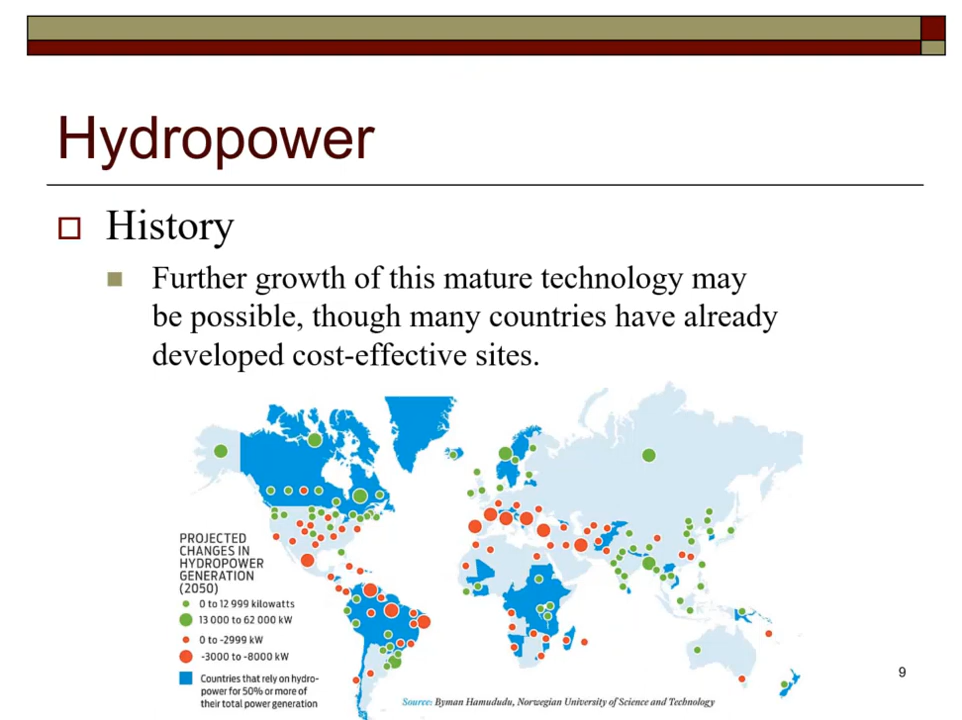 Hydropower
History
Further growth of this mature technology may
be possible, though many countries have already
developed cost-effective sites.
PROJECTED
CHANGES IN
HYDROPOWER
GENERATION
(2050)
0 to 12 999 kilowatts
13 000 to 62 000 kW
0 to -2999 kW
-3000 to -8000 kW
Countries that rely on hydro-
power for 50% or more of
their total power generation
Source: Byman Hamududu, Norwegian University of Science and Technology
9